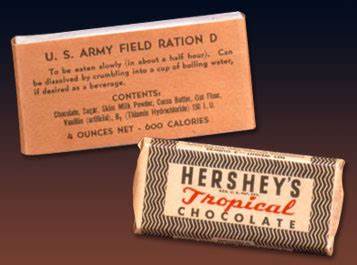 U. S. ARMY FIELD RATION D
To be eaten slowly (in about a half hour). Can
be dissolved by crumbling into a cup of boiling water,
if desired as a beverage.
CONTENTS:
Chocolate, Sugar, Skim Milk Powder, Cocoa Butter, Oat Flour,
Vanillin (artificial), B₁ (Thiamin Hydrochloride) 150 I. U.
4 OUNCES NET - 600 CALORIES
HERSHEY'S
Tropical
CHOCOLATE